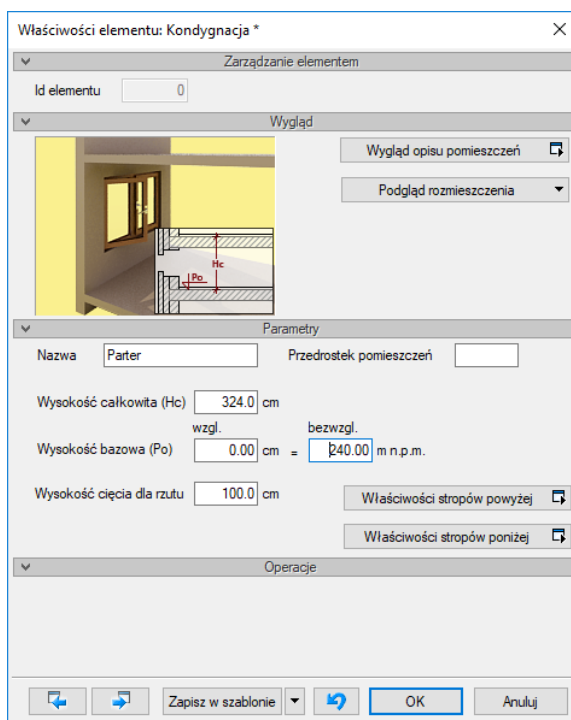 Właściwości elementu: Kondygnacja *
Zarządzanie elementem
Id elementu 0
Wygląd
Wygląd opisu pomieszczeń
Podgląd rozmieszczenia
Hc
Po
Parametry
Nazwa Parter Przedrostek pomieszczeń
Wysokość całkowita (Hc) 324.0 cm
wzgl. bezwzgl.
Wysokość bazowa (Po) 0.00 cm = 240.00 m n.p.m.
Wysokość cięcia dla rzutu 100.0 cm
Właściwości stropów powyżej
Właściwości stropów poniżej
Operacje
Zapisz w szablonie OK Anuluj